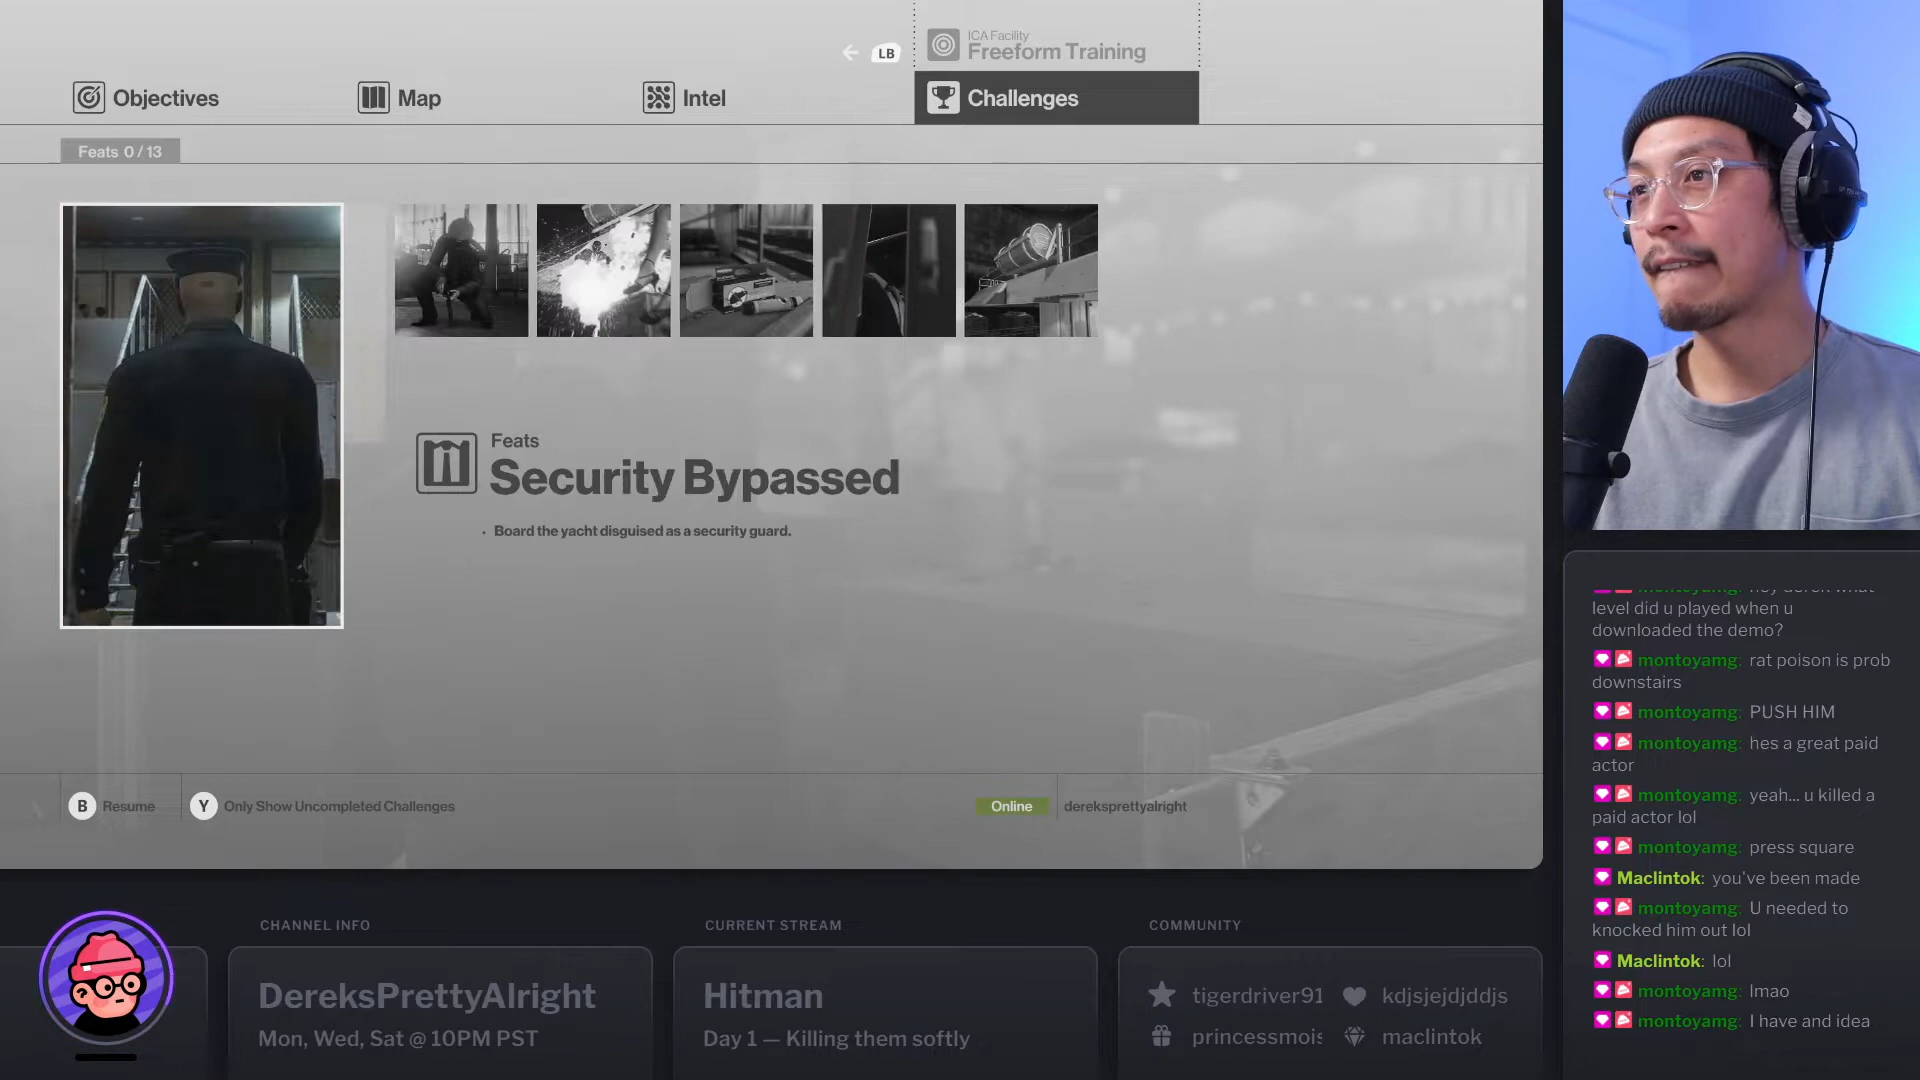 ICA Facility
Freeform Training
LB
Objectives
Map
Intel
Challenges
Feats 0 / 13
Feats
Security Bypassed
· Board the yacht disguised as a security guard.
B Resume
Y Only Show Uncompleted Challenges
Online
dereksprettyalright
level did u played when u
downloaded the demo?
montoyamg: rat poison is prob
downstairs
montoyamg: PUSH HIM
montoyamg: hes a great paid
actor
montoyamg: yeah... u killed a
paid actor lol
montoyamg: press square
Maclintok: you've been made
montoyamg: U needed to
knocked him out lol
Maclintok: lol
montoyamg: lmao
montoyamg: I have and idea
CHANNEL INFO
DereksPrettyAlright
Mon, Wed, Sat @ 10PM PST
CURRENT STREAM
Hitman
Day 1 — Killing them softly
COMMUNITY
tigerdriver91
kdjsjejdjddjs
princessmois
maclintok